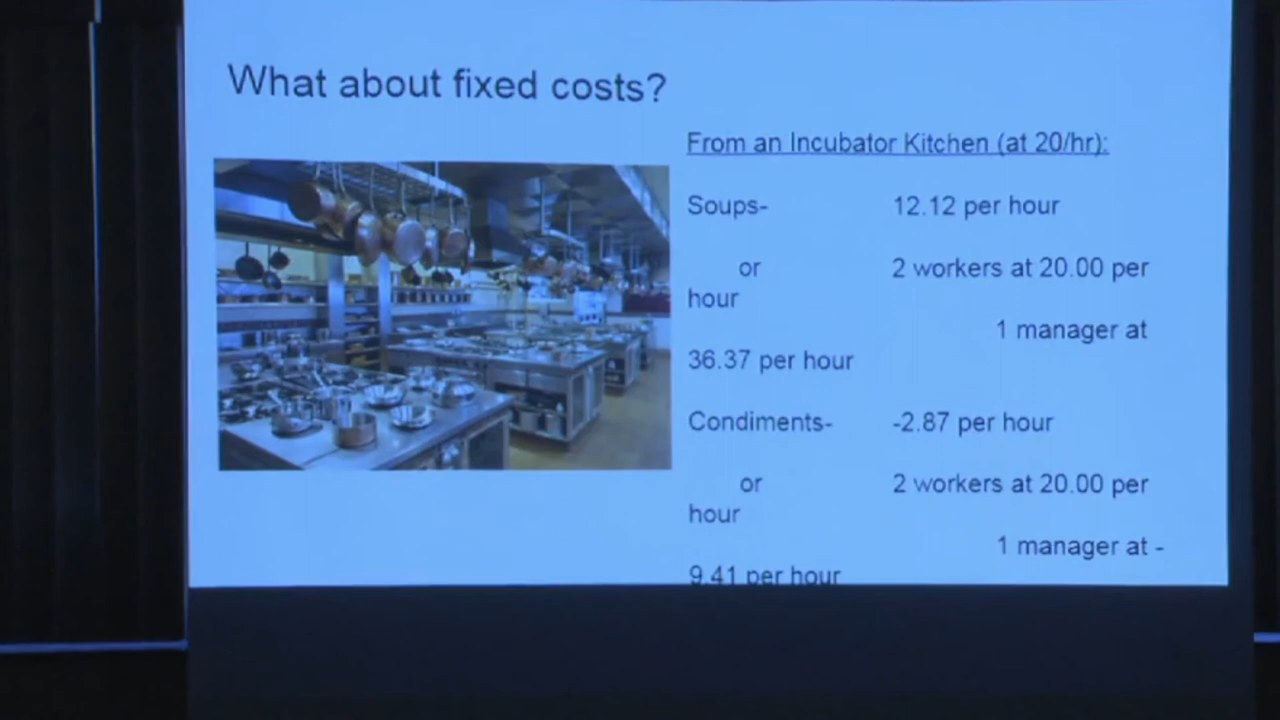 What about fixed costs?
From an Incubator Kitchen (at 20/hr):
Soups- 12.12 per hour
or 2 workers at 20.00 per
hour
1 manager at
36.37 per hour
Condiments- -2.87 per hour
or 2 workers at 20.00 per
hour
1 manager at -
9.41 per hour